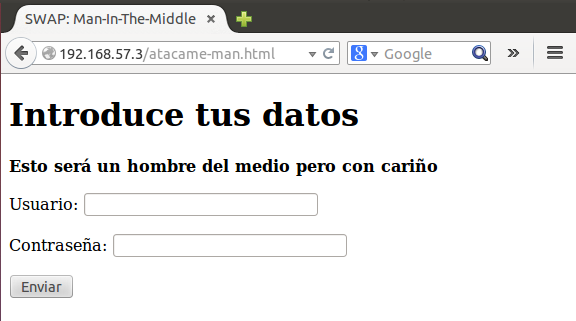 SWAP: Man-In-The-Middle
192.168.57.3/atacame-man.html
Google
Introduce tus datos
Esto será un hombre del medio pero con cariño
Usuario:
Contraseña:
Enviar